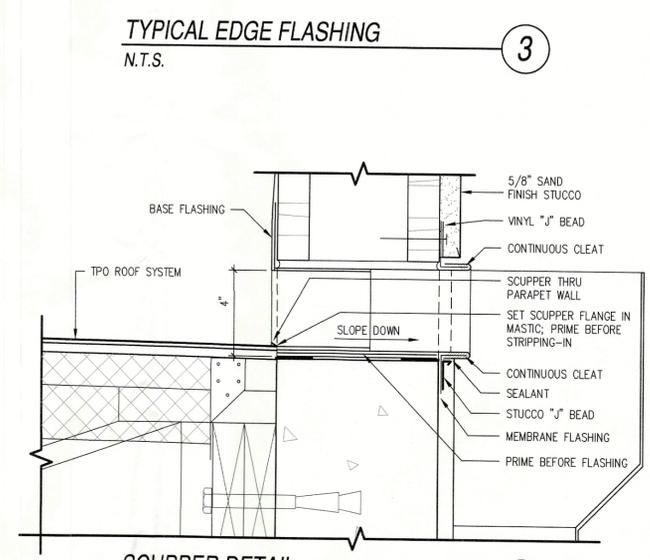 TYPICAL EDGE FLASHING
3
N.T.S.
5/8" SAND
FINISH STUCCO
BASE FLASHING
VINYL "J" BEAD
CONTINUOUS CLEAT
TPO ROOF SYSTEM
SCUPPER THRU
PARAPET WALL
4"
SET SCUPPER FLANGE IN
MASTIC; PRIME BEFORE
STRIPPING-IN
SLOPE DOWN
CONTINUOUS CLEAT
SEALANT
STUCCO "J" BEAD
MEMBRANE FLASHING
PRIME BEFORE FLASHING
SCUPPER DETAIL